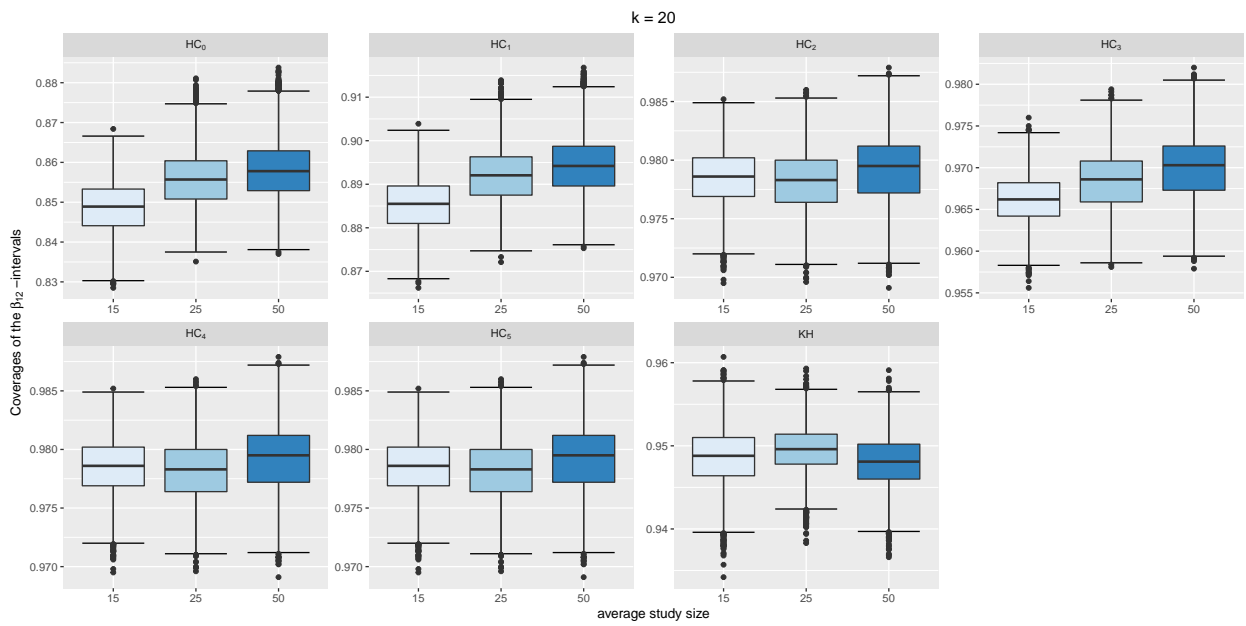 k = 20
HC₀
HC₁
HC₂
HC₃
0.88
0.87
0.86
0.85
0.84
0.83
0.91
0.90
0.89
0.88
0.87
0.985
0.980
0.975
0.970
0.980
0.975
0.970
0.965
0.960
0.955
15 25 50
15 25 50
15 25 50
15 25 50
HC₄
HC₅
KH
0.985
0.980
0.975
0.970
0.985
0.980
0.975
0.970
0.96
0.95
0.94
15 25 50
15 25 50
15 25 50
Coverages of the β₁₂ −intervals
average study size